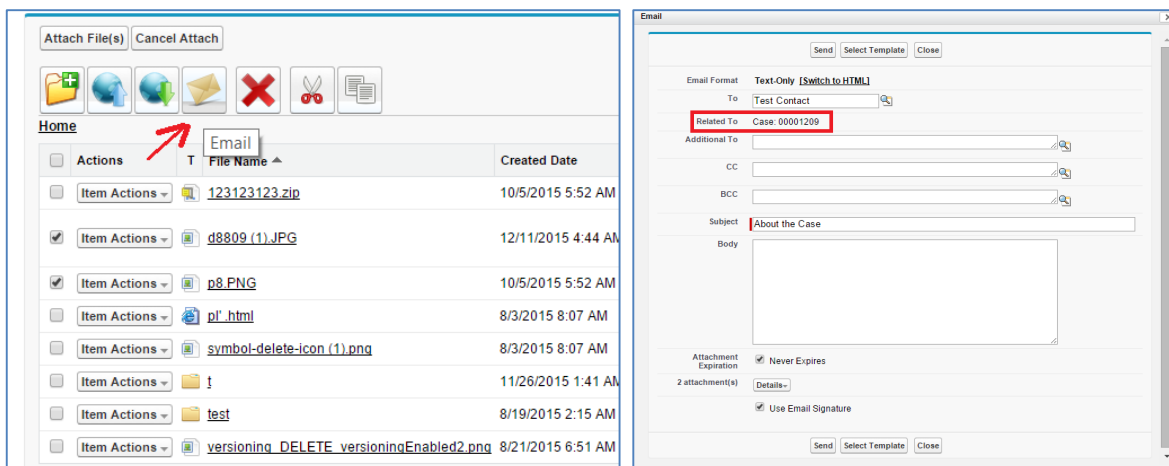 Attach File(s) Cancel Attach
Home
Email
Actions T File Name Created Date
Item Actions 123123123.zip 10/5/2015 5:52 AM
Item Actions d8809 (1).JPG 12/11/2015 4:44 AM
Item Actions p8.PNG 10/5/2015 5:52 AM
Item Actions pl'.html 8/3/2015 8:07 AM
Item Actions symbol-delete-icon (1).png 8/3/2015 8:07 AM
Item Actions t 11/26/2015 1:41 AM
Item Actions test 8/19/2015 2:15 AM
Item Actions versioning_DELETE_versioningEnabled2.png 8/21/2015 6:51 AM
Email
Send Select Template Close
Email Format Text-Only [Switch to HTML]
To Test Contact
Related To Case: 00001209
Additional To
CC
BCC
Subject About the Case
Body
Attachment
Expiration Never Expires
2 attachment(s) Details
Use Email Signature
Send Select Template Close